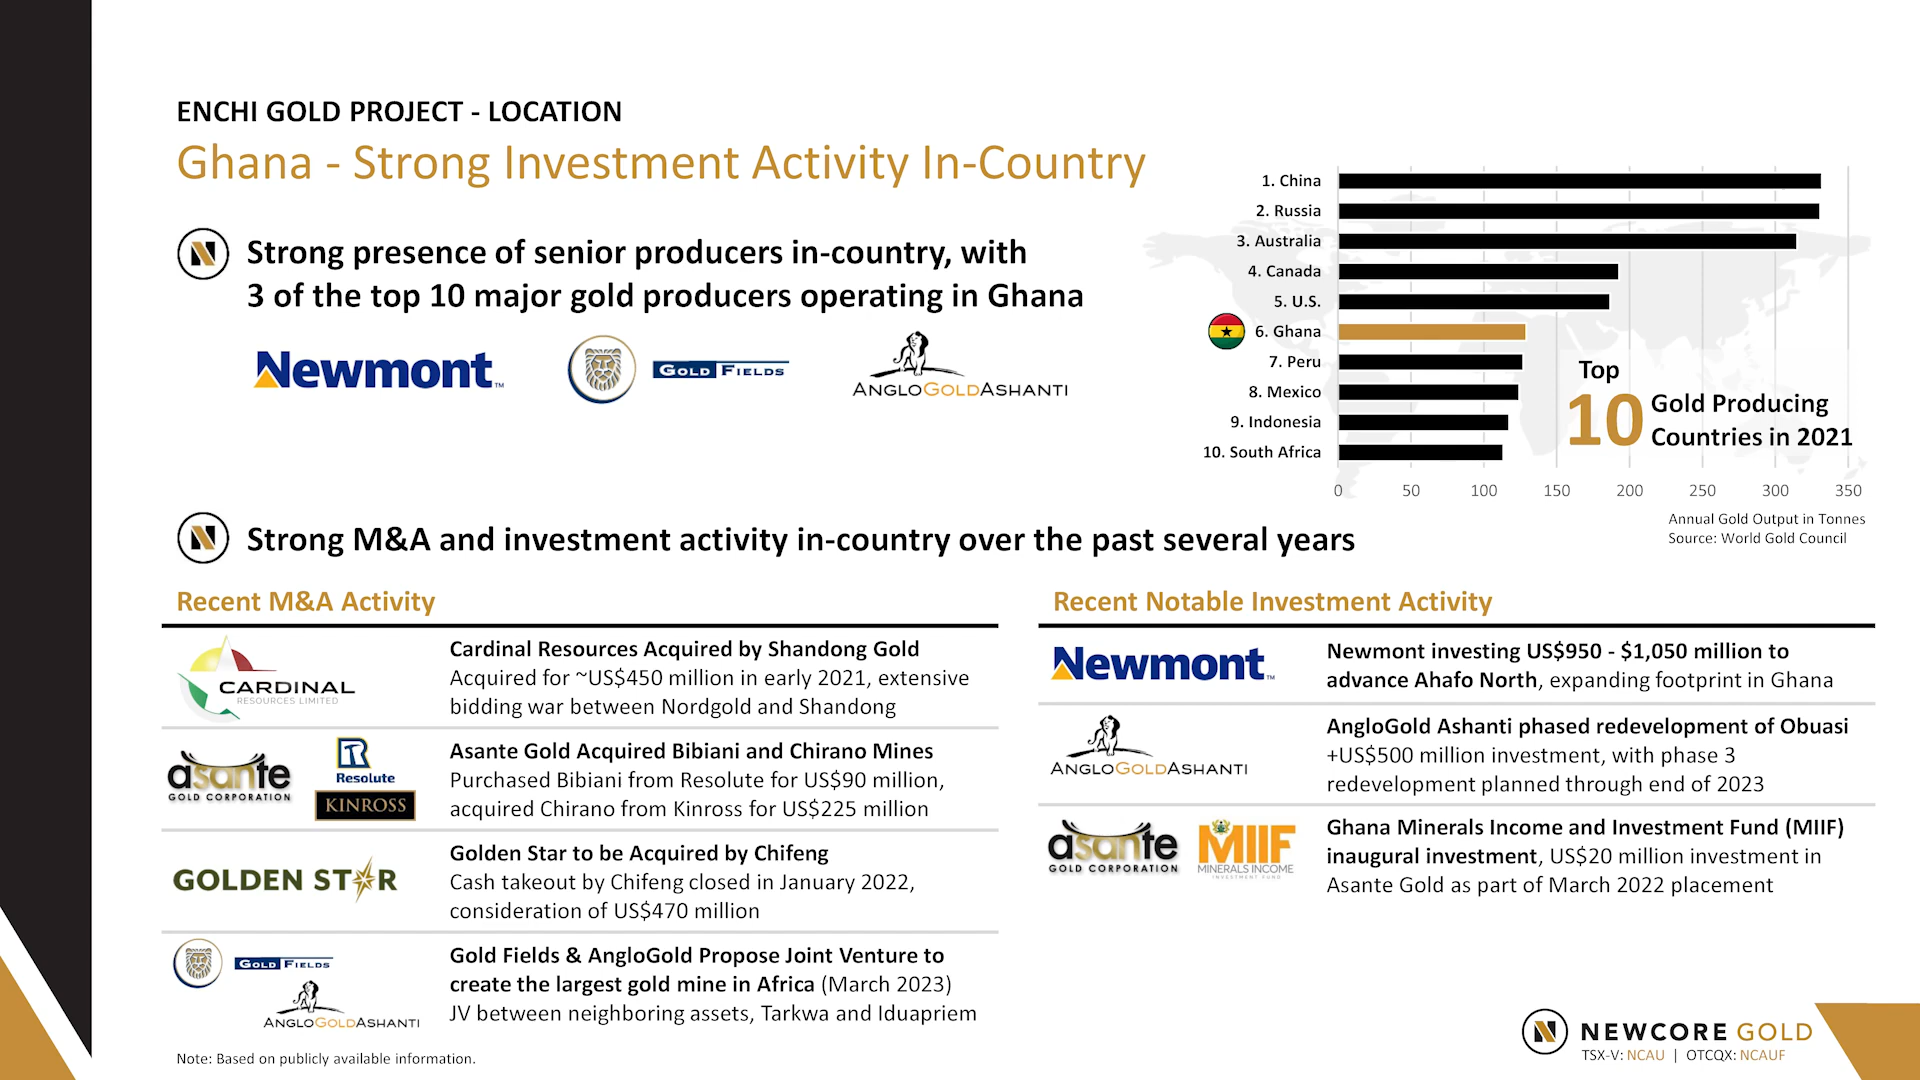 ENCHI GOLD PROJECT - LOCATION
Ghana - Strong Investment Activity In-Country
Strong presence of senior producers in-country, with
3 of the top 10 major gold producers operating in Ghana
Newmont™
GOLD FIELDS
ANGLOGOLDASHANTI
1. China
2. Russia
3. Australia
4. Canada
5. U.S.
6. Ghana
7. Peru
8. Mexico
9. Indonesia
10. South Africa
0 50 100 150 200 250 300 350
Top
10 Gold Producing
Countries in 2021
Annual Gold Output in Tonnes
Source: World Gold Council
Strong M&A and investment activity in-country over the past several years
Recent M&A Activity
CARDINAL
RESOURCES LIMITED
Cardinal Resources Acquired by Shandong Gold
Acquired for ~US$450 million in early 2021, extensive
bidding war between Nordgold and Shandong
asante
GOLD CORPORATION
Resolute
KINROSS
Asante Gold Acquired Bibiani and Chirano Mines
Purchased Bibiani from Resolute for US$90 million,
acquired Chirano from Kinross for US$225 million
GOLDEN STAR
Golden Star to be Acquired by Chifeng
Cash takeout by Chifeng closed in January 2022,
consideration of US$470 million
GOLD FIELDS
ANGLOGOLDASHANTI
Gold Fields & AngloGold Propose Joint Venture to
create the largest gold mine in Africa (March 2023)
JV between neighboring assets, Tarkwa and Iduapriem
Recent Notable Investment Activity
Newmont™
Newmont investing US$950 - $1,050 million to
advance Ahafo North, expanding footprint in Ghana
ANGLOGOLDASHANTI
AngloGold Ashanti phased redevelopment of Obuasi
+US$500 million investment, with phase 3
redevelopment planned through end of 2023
asante
GOLD CORPORATION
MIIF
MINERALS INCOME
INVESTMENT FUND
Ghana Minerals Income and Investment Fund (MIIF)
inaugural investment, US$20 million investment in
Asante Gold as part of March 2022 placement
Note: Based on publicly available information.
NEWCORE GOLD
TSX-V: NCAU | OTCQX: NCAUF